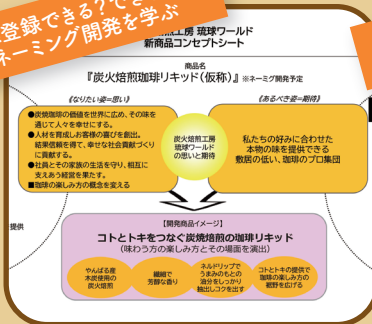 登録できる?でき
ネーミング開発を学ぶ
煎工房 琉球ワールド
新商品コンセプトシート
商品名
『炭火焙煎珈琲リキッド(仮称)』※ネーミグ開発予定
《なりたい姿=思い》
●炭焼珈琲の価値を世界に広め、その味を
通じて人々を幸せにする。
●人材を育成しお客様の喜びを創出。
結果信頼を得て、幸せな社会貢献づくり
に貢献する。
●社員とその家族の生活を守り、相互に
支えあう経営を果たす。
■珈琲の楽しみ方の概念を変える
炭火焙煎工房
琉球ワールド
の思いと期待
《あるべき姿=期待》
私たちの好みに合わせた
本物の味を提供できる
敷居の低い、珈琲のプロ集団
提供
【開発商品イメージ】
コトとトキをつなぐ炭焼焙煎の珈琲リキッド
(味わう方の楽しみ方とその場面を演出)
やんばる産
木炭使用の
炭火焙煎
繊細で
芳醇な香り
ネルドリップで
うまみのもとの
油分をしっかり
抽出しコクを出す
コトとトキの提供で
珈琲の楽しみ方の
裾野を広げる